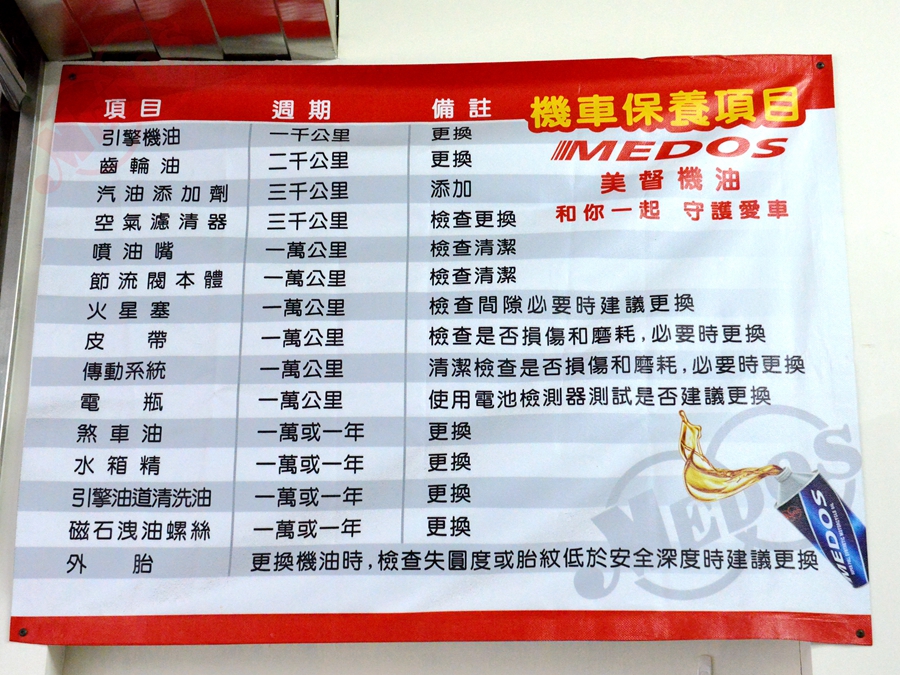 項目 週期 備註 機車保養項目
MEDOS
美督機油
和你一起 守護愛車
引擎機油 一千公里 更換
齒輪油 二千公里 更換
汽油添加劑 三千公里 添加
空氣濾清器 三千公里 檢查更換
噴油嘴 一萬公里 檢查清潔
節流閥本體 一萬公里 檢查清潔
火星塞 一萬公里 檢查間隙必要時建議更換
皮帶 一萬公里 檢查是否損傷和磨耗,必要時更換
傳動系統 一萬公里 清潔檢查是否損傷和磨耗,必要時更換
電瓶 一萬公里 使用電池檢測器測試是否建議更換
煞車油 一萬或一年 更換
水箱精 一萬或一年 更換
引擎油道清洗油 一萬或一年 更換
磁石洩油螺絲 一萬或一年 更換
外胎 更換機油時,檢查失圓度或胎紋低於安全深度時建議更換
MEDOS
MEDOS